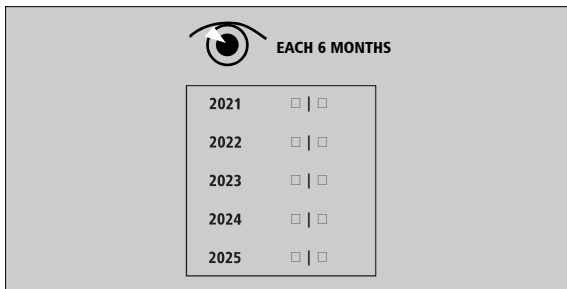 EACH 6 MONTHS
2021 □ | □
2022 □ | □
2023 □ | □
2024 □ | □
2025 □ | □